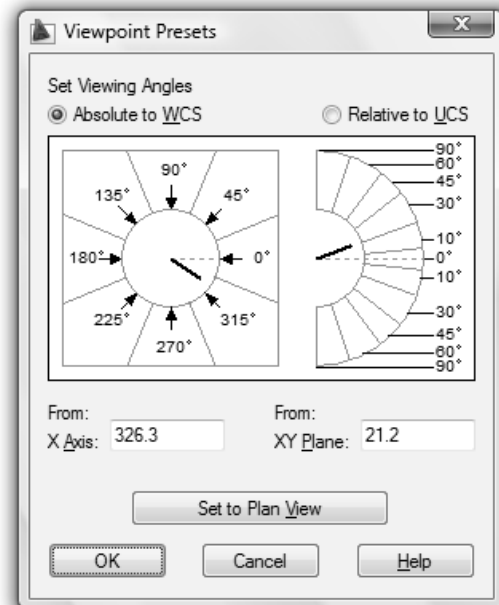 Viewpoint Presets
X
Set Viewing Angles
Absolute to WCS
Relative to UCS
90°
135°
45°
180°
0°
225°
315°
270°
90°
60°
45°
30°
10°
0°
10°
30°
45°
60°
90°
From:
X Axis: 326.3
From:
XY Plane: 21.2
Set to Plan View
OK
Cancel
Help